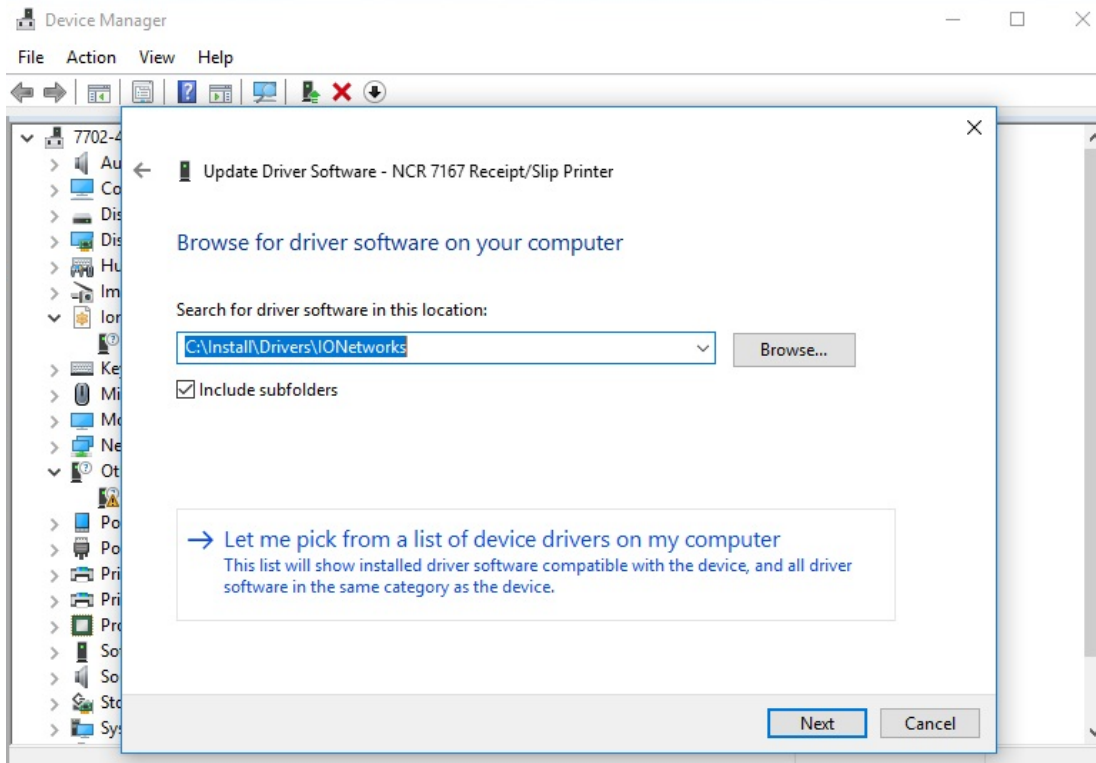 Device Manager
File Action View Help
7702-4
Au
Co
Dis
Dis
Hu
Im
Ion
Key
Mi
Mo
Ne
Ot
Po
Po
Pri
Pri
Pro
So
Sto
Sys
Update Driver Software - NCR 7167 Receipt/Slip Printer
Browse for driver software on your computer
Search for driver software in this location:
C:\Install\Drivers\IONetworks
Browse...
Include subfolders
Let me pick from a list of device drivers on my computer
This list will show installed driver software compatible with the device, and all driver
software in the same category as the device.
Next Cancel